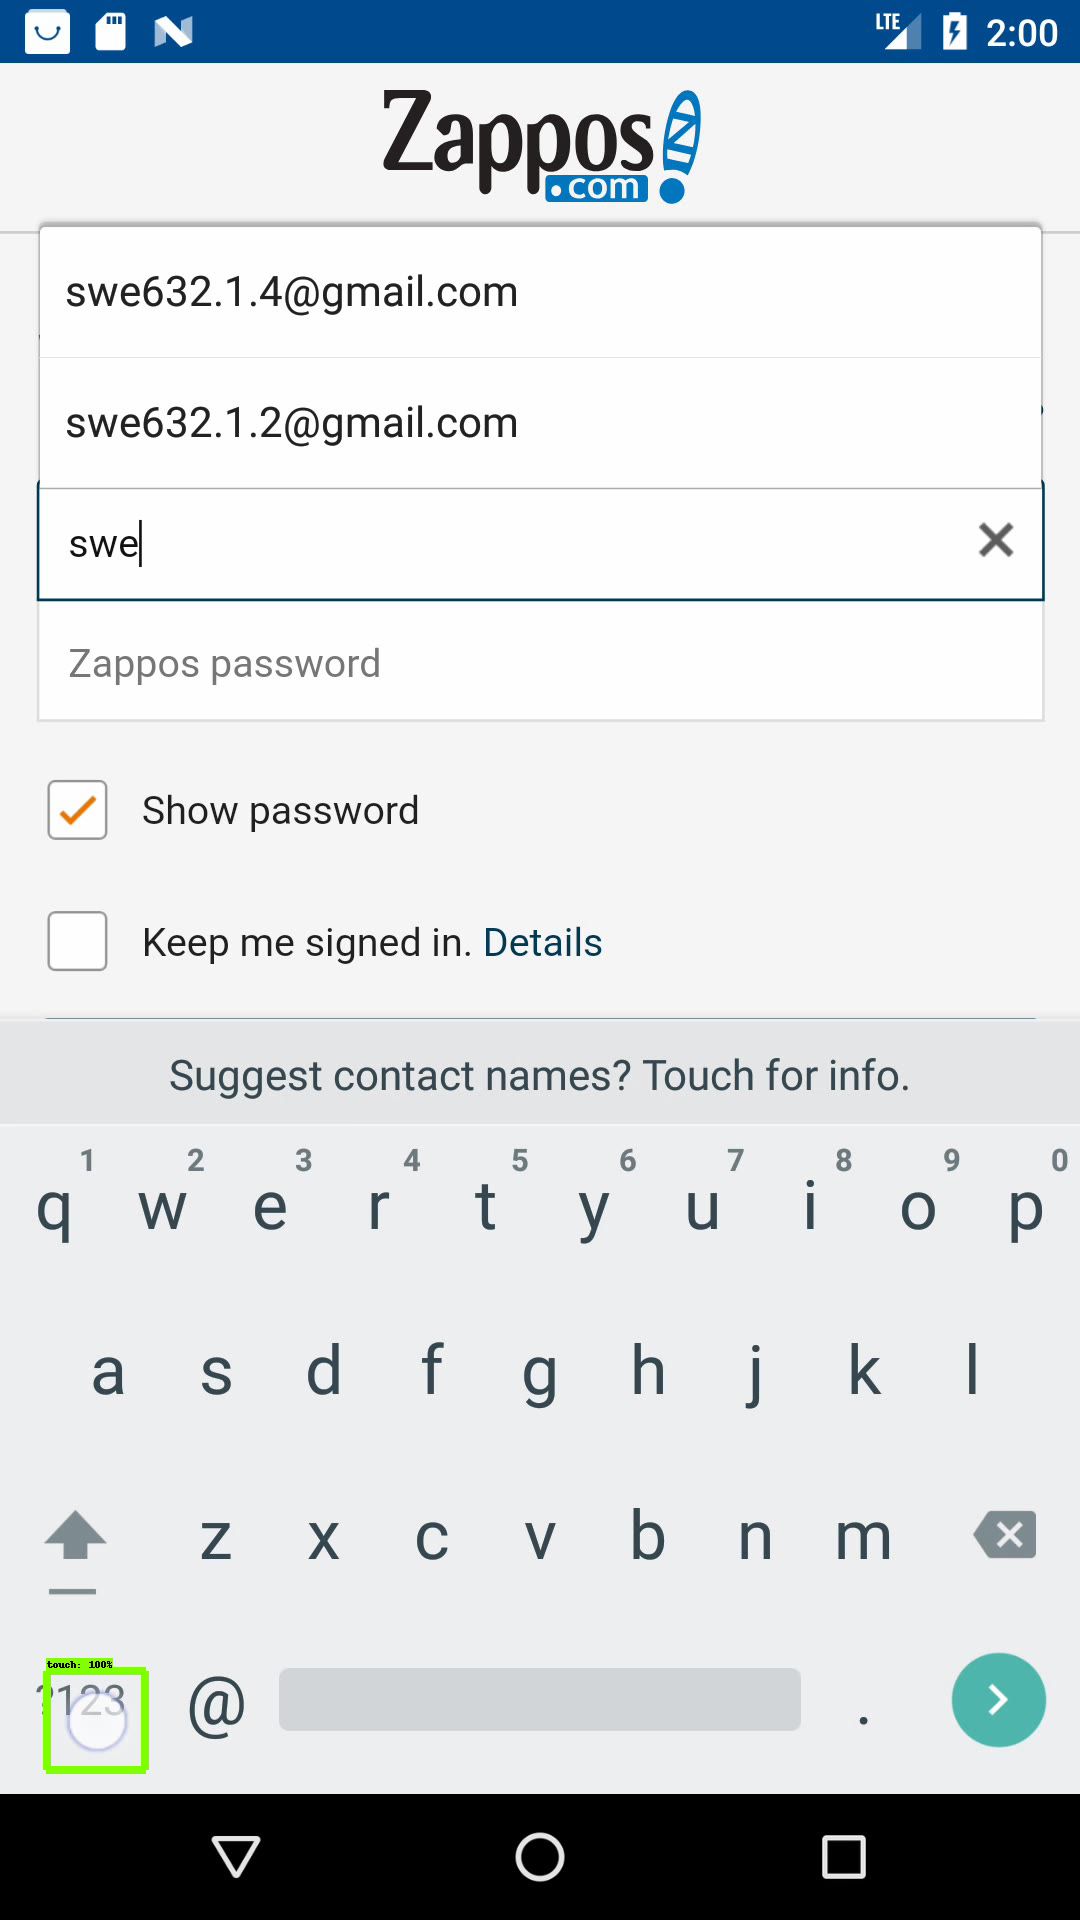 LTE 2:00
Zappos
.com
swe632.1.4@gmail.com
swe632.1.2@gmail.com
swe
Zappos password
Show password
Keep me signed in. Details
Suggest contact names? Touch for info.
1 2 3 4 5 6 7 8 9 0
q w e r t y u i o p
a s d f g h j k l
z x c v b n m
touch: 100%
?123 @ .